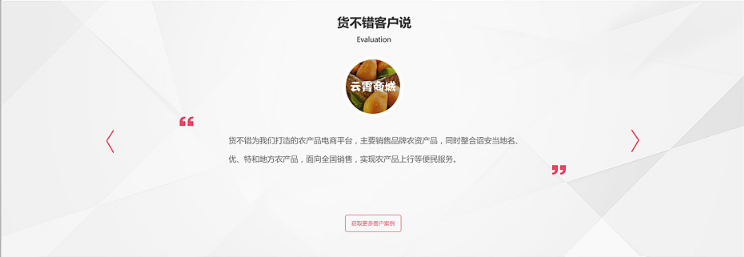 货不错客户说
Evaluation
云霄商城
货不错为我们打造的农产品电商平台，主要销售品牌农资产品，同时整合诏安当地名、
优、特和地方农产品，面向全国销售，实现农产品上行等便民服务。
获取更多客户案例